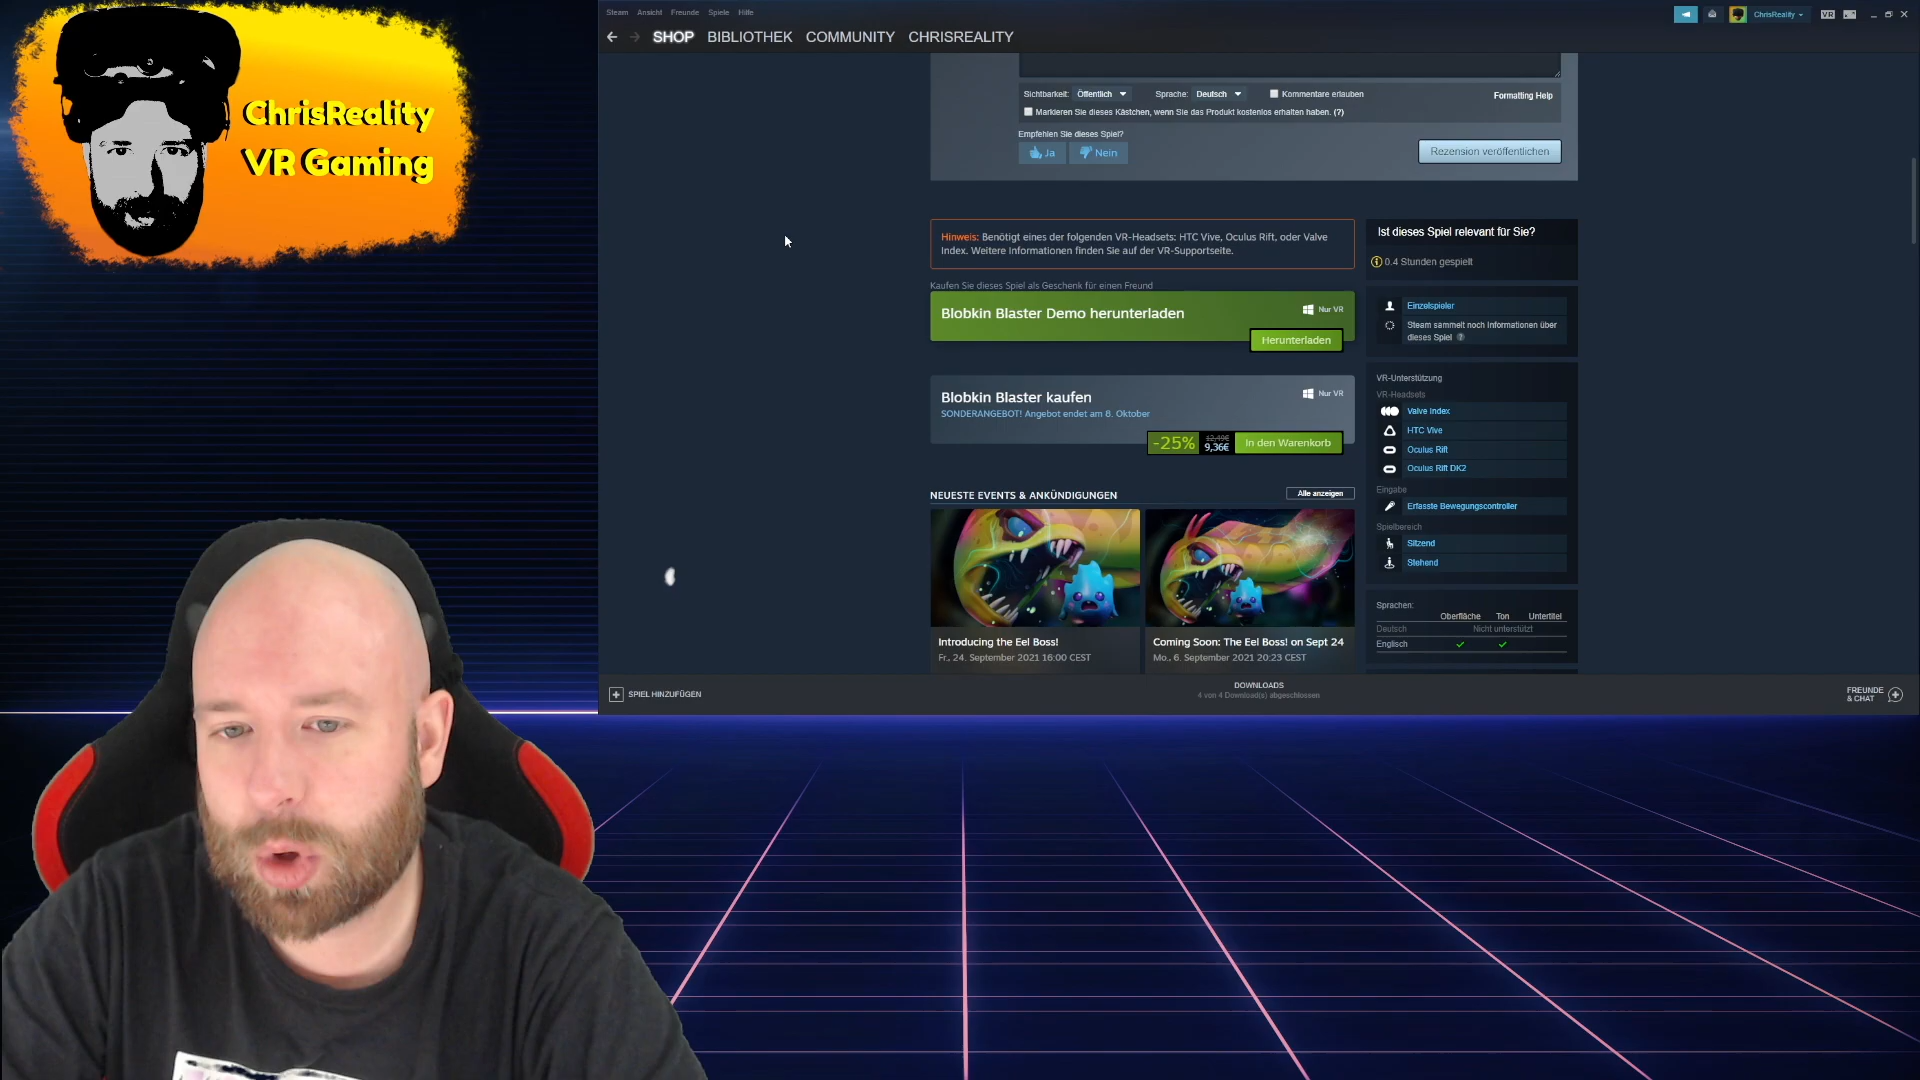 ChrisReality
VR Gaming
Steam Ansicht Freunde Spiele Hilfe
ChrisReality
VR
SHOP BIBLIOTHEK COMMUNITY CHRISREALITY
Sichtbarkeit: Öffentlich Sprache: Deutsch Kommentare erlauben Formatting Help
Markieren Sie dieses Kästchen, wenn Sie das Produkt kostenlos erhalten haben. (?)
Empfehlen Sie dieses Spiel?
Ja Nein Rezension veröffentlichen
Hinweis: Benötigt eines der folgenden VR-Headsets: HTC Vive, Oculus Rift, oder Valve
Index. Weitere Informationen finden Sie auf der VR-Supportseite.
Kaufen Sie dieses Spiel als Geschenk für einen Freund
Blobkin Blaster Demo herunterladen Nur VR
Herunterladen
Blobkin Blaster kaufen Nur VR
SONDERANGEBOT! Angebot endet am 8. Oktober
-25% 12,49€ 9,36€ In den Warenkorb
NEUESTE EVENTS & ANKÜNDIGUNGEN Alle anzeigen
Introducing the Eel Boss!
Fr., 24. September 2021 16:00 CEST
Coming Soon: The Eel Boss! on Sept 24
Mo., 6. September 2021 20:23 CEST
Ist dieses Spiel relevant für Sie?
0.4 Stunden gespielt
Einzelspieler
Steam sammelt noch Informationen über
dieses Spiel ?
VR-Unterstützung
VR-Headsets
Valve Index
HTC Vive
Oculus Rift
Oculus Rift DK2
Eingabe
Erfasste Bewegungscontroller
Spielbereich
Sitzend
Stehend
Sprachen:
Oberfläche Ton Untertitel
Deutsch Nicht unterstützt
Englisch ✓ ✓
SPIEL HINZUFÜGEN
DOWNLOADS
4 von 4 Download(s) abgeschlossen
FREUNDE
& CHAT